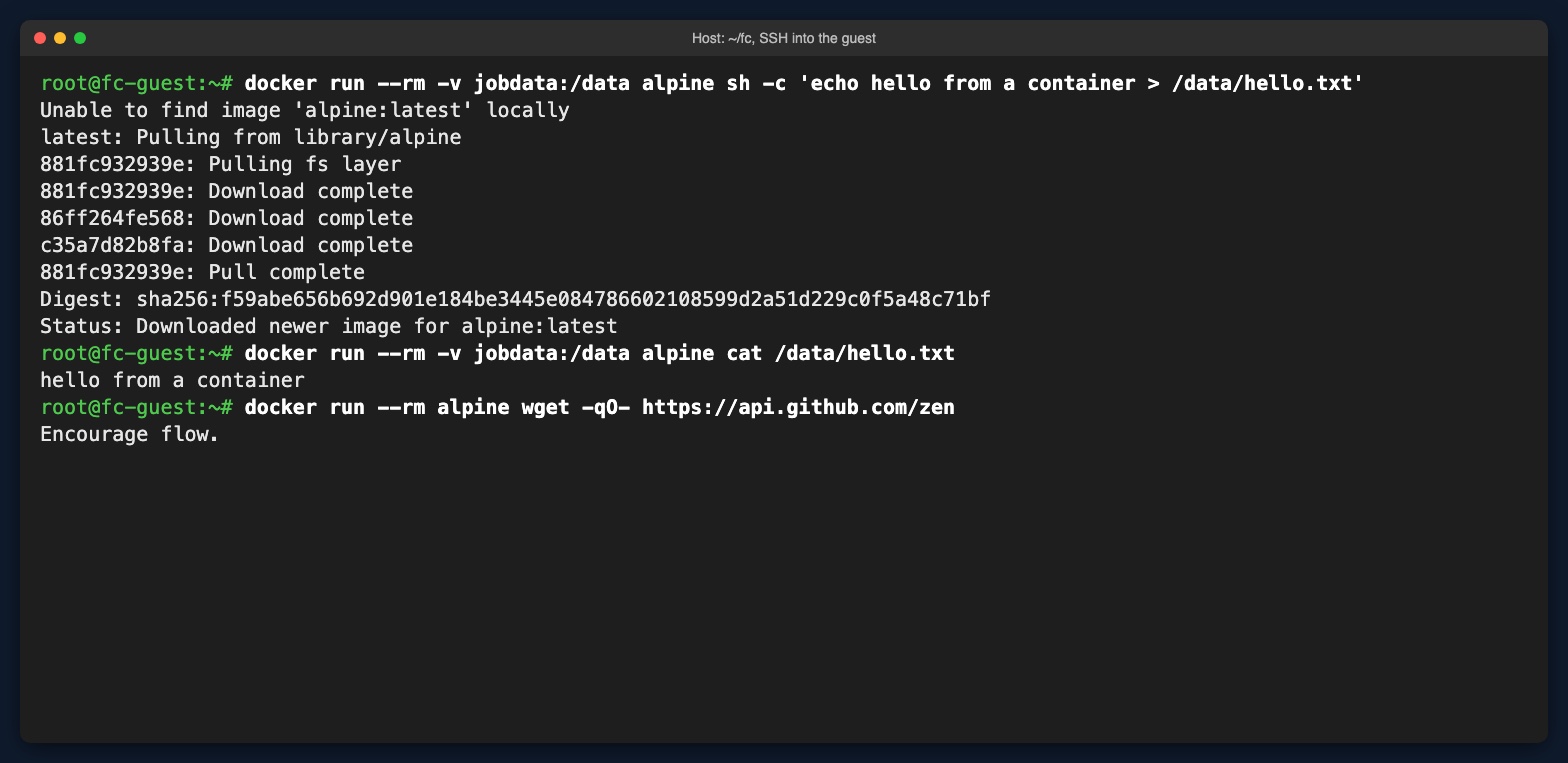 Host: ~/fc, SSH into the guest
root@fc-guest:~# docker run --rm -v jobdata:/data alpine sh -c 'echo hello from a container > /data/hello.txt'
Unable to find image 'alpine:latest' locally
latest: Pulling from library/alpine
881fc932939e: Pulling fs layer
881fc932939e: Download complete
86ff264fe568: Download complete
c35a7d82b8fa: Download complete
881fc932939e: Pull complete
Digest: sha256:f59abe656b692d901e184be3445e084786602108599d2a51d229c0f5a48c71bf
Status: Downloaded newer image for alpine:latest
root@fc-guest:~# docker run --rm -v jobdata:/data alpine cat /data/hello.txt
hello from a container
root@fc-guest:~# docker run --rm alpine wget -qO- https://api.github.com/zen
Encourage flow.